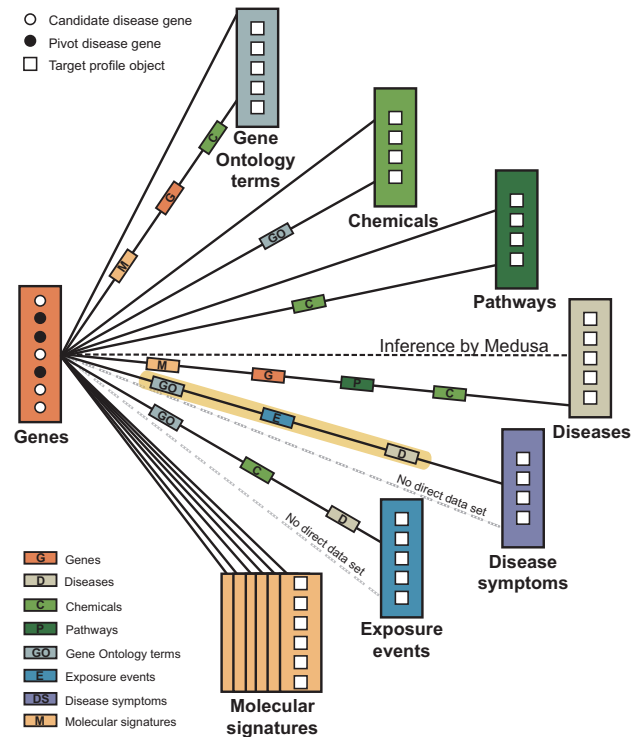 Candidate disease gene
Pivot disease gene
Target profile object
C
G
M
Gene
Ontology
terms
Chemicals
GO
Pathways
C
Inference by Medusa
M
G
P
C
Diseases
Genes
GO
E
D
No direct data set
Disease
symptoms
GO
C
D
No direct data set
Exposure
events
Molecular
signatures
G Genes
D Diseases
C Chemicals
P Pathways
GO Gene Ontology terms
E Exposure events
DS Disease symptoms
M Molecular signatures